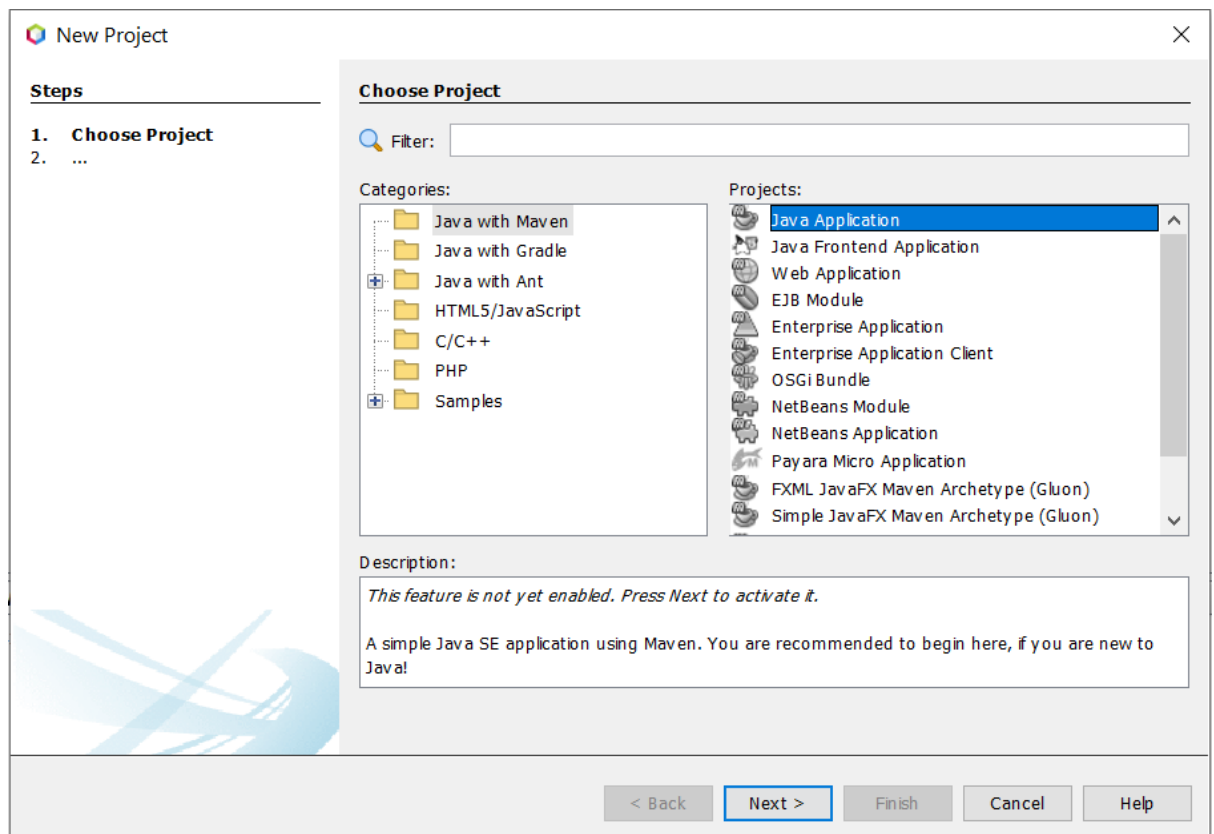 New Project
Steps
1. Choose Project
2. ...
Choose Project
Filter:
Categories:
Java with Maven
Java with Gradle
Java with Ant
HTML5/JavaScript
C/C++
PHP
Samples
Projects:
Java Application
Java Frontend Application
Web Application
EJB Module
Enterprise Application
Enterprise Application Client
OSGi Bundle
NetBeans Module
NetBeans Application
Payara Micro Application
FXML JavaFX Maven Archetype (Gluon)
Simple JavaFX Maven Archetype (Gluon)
Description:
This feature is not yet enabled. Press Next to activate it.
A simple Java SE application using Maven. You are recommended to begin here, if you are new to
Java!
< Back
Next >
Finish
Cancel
Help